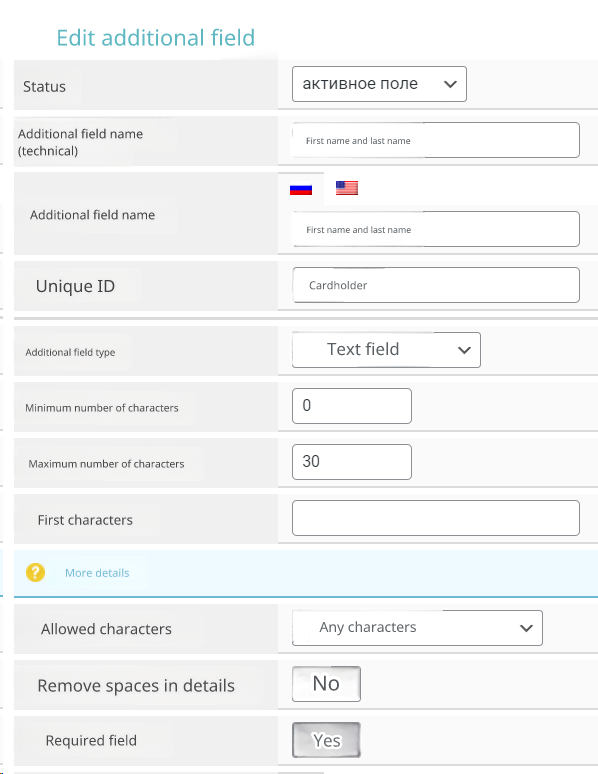 Edit additional field
Status
активное поле
Additional field name
(technical)
First name and last name
Additional field name
First name and last name
Unique ID
Cardholder
Additional field type
Text field
Minimum number of characters
0
Maximum number of characters
30
First characters
?
More details
Allowed characters
Any characters
Remove spaces in details
No
Required field
Yes